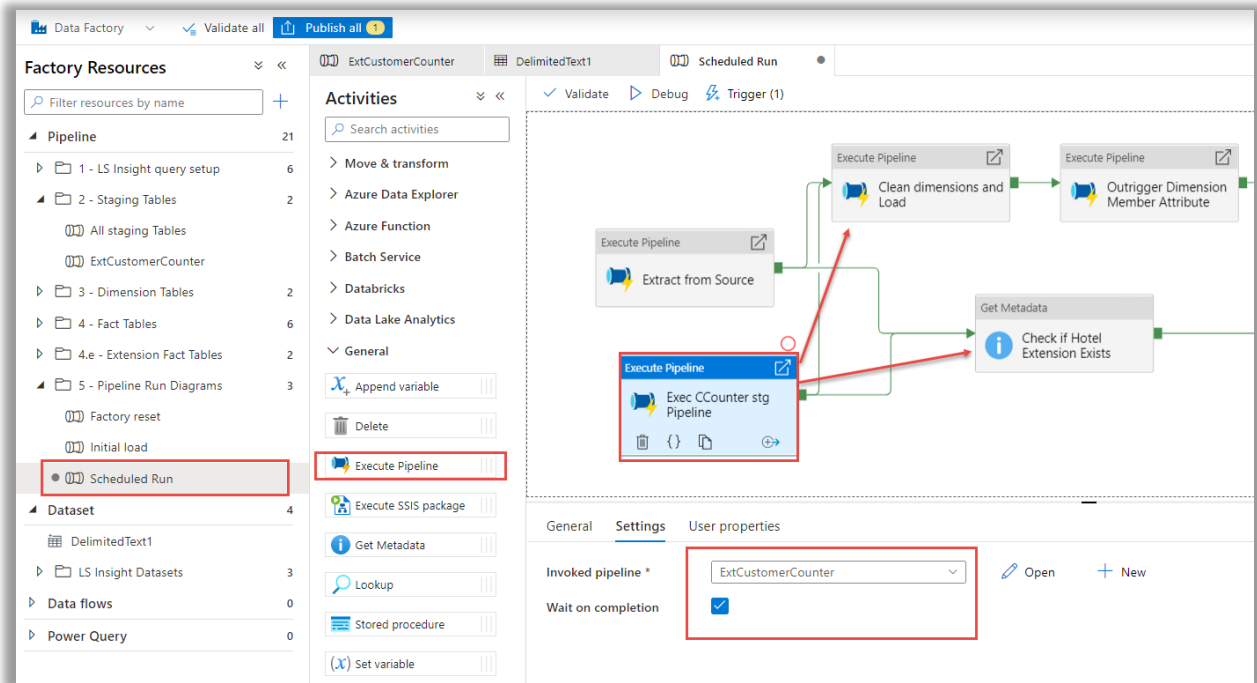 Data Factory
Validate all
Publish all 1
Factory Resources
Filter resources by name
Pipeline 21
1 - LS Insight query setup 6
2 - Staging Tables 2
All staging Tables
ExtCustomerCounter
3 - Dimension Tables 2
4 - Fact Tables 6
4.e - Extension Fact Tables 2
5 - Pipeline Run Diagrams 3
Factory reset
Initial load
Scheduled Run
Dataset 4
DelimitedText1
LS Insight Datasets 3
Data flows 0
Power Query 0
ExtCustomerCounter
DelimitedText1
Scheduled Run
Activities
Search activities
Move & transform
Azure Data Explorer
Azure Function
Batch Service
Databricks
Data Lake Analytics
General
Append variable
Delete
Execute Pipeline
Execute SSIS package
Get Metadata
Lookup
Stored procedure
(x) Set variable
Validate
Debug
Trigger (1)
Execute Pipeline
Clean dimensions and
Load
Execute Pipeline
Outrigger Dimension
Member Attribute
Execute Pipeline
Extract from Source
Get Metadata
Check if Hotel
Extension Exists
Execute Pipeline
Exec CCounter stg
Pipeline
General
Settings
User properties
Invoked pipeline *
ExtCustomerCounter
Open
New
Wait on completion